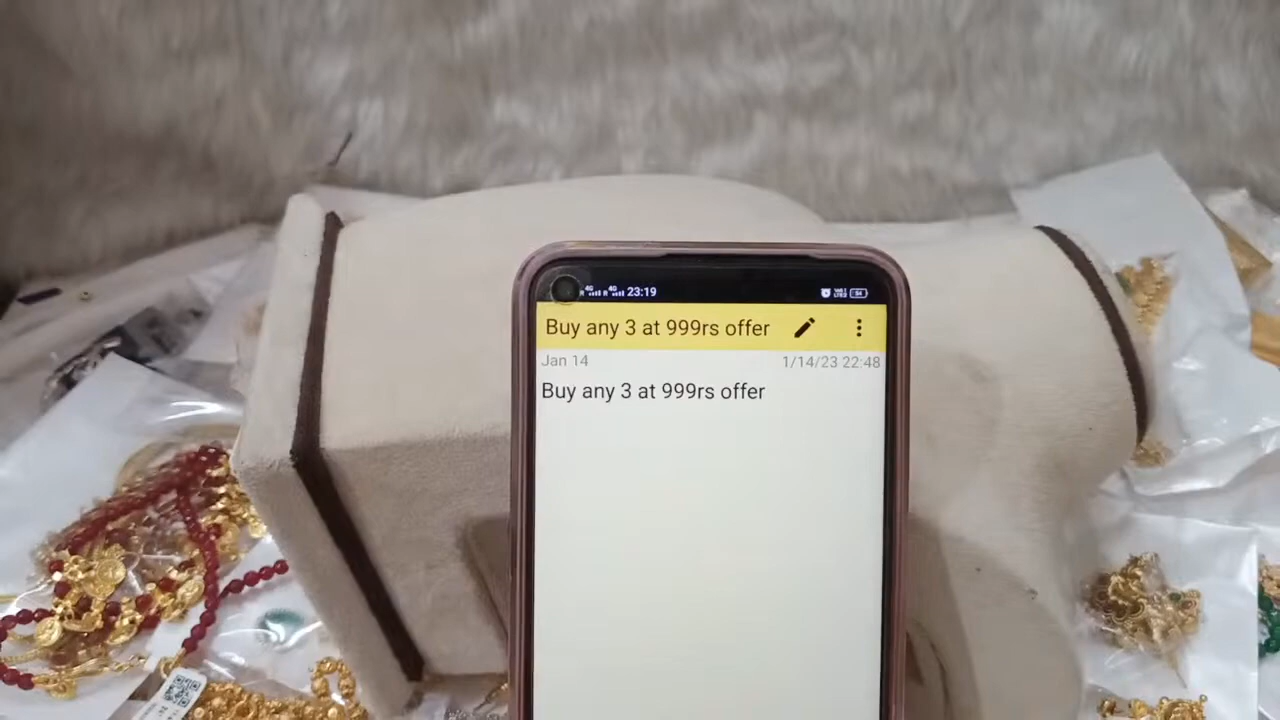 23:19
Buy any 3 at 999rs offer
Jan 14
1/14/23 22:48
Buy any 3 at 999rs offer